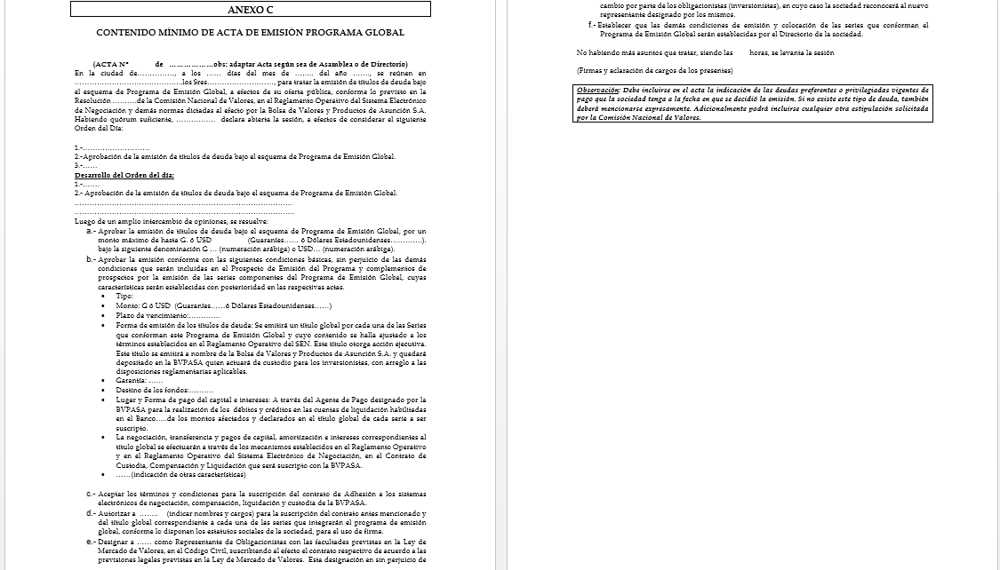 ANEXO C
CONTENIDO MÍNIMO DE ACTA DE EMISIÓN PROGRAMA GLOBAL
(ACTA N° de ………………obs: adaptar Acta según sea de Asamblea o de Directorio)
En la ciudad de……………, a los …… días del mes de …….. del año ……., se reúnen en
……………………………………..los Sres………………………., para tratar la emisión de títulos de deuda bajo
el esquema de Programa de Emisión Global, a efectos de su oferta pública, conforme lo previsto en la
Resolución ………de la Comisión Nacional de Valores, en el Reglamento Operativo del Sistema Electrónico
de Negociación y demás normas dictadas al efecto por la Bolsa de Valores y Productos de Asunción S.A.
Habiendo quórum suficiente, …………….. declara abierta la sesión, a efectos de considerar el siguiente
Orden del Día:
1.-………………………
2.-Aprobación de la emisión de títulos de deuda bajo el esquema de Programa de Emisión Global.
3.-……
Desarrollo del Orden del día:
1.-…….
2.- Aprobación de la emisión de títulos de deuda bajo el esquema de Programa de Emisión Global.
………………………………………………………………………………
………………………………………………………………………………
Luego de un amplio intercambio de opiniones, se resuelve:
a.- Aprobar la emisión de títulos de deuda bajo el esquema de Programa de Emisión Global, por un
monto máximo de hasta G. ó USD (Guaraníes…… ó Dólares Estadounidenses………….).
bajo la siguiente denominación G … (numeración arábiga) o USD… (numeración arábiga).
b.- Aprobar la emisión conforme con las siguientes condiciones básicas, sin perjuicio de las demás
condiciones que serán incluidas en el Prospecto de Emisión del Programa y complementos de
prospectos por la emisión de las series componentes del Programa de Emisión Global, cuyas
características serán establecidas con posterioridad en las respectivas actas.
• Tipo:
• Monto: G ó USD (Guaraníes……ó Dólares Estadounidenses……)
• Plazo de vencimiento:…………
• Forma de emisión de los títulos de deuda: Se emitirá un título global por cada una de las Series
que conforman este Programa de Emisión Global y cuyo contenido se halla ajustado a los
términos establecidos en el Reglamento Operativo del SEN. Este título otorga acción ejecutiva.
Este título se emitirá a nombre de la Bolsa de Valores y Productos de Asunción S.A. y quedará
depositado en la BVPASA quien actuará de custodio para los inversionistas, con arreglo a las
disposiciones reglamentarias aplicables.
• Garantía: ……
• Destino de los fondos:……….
• Lugar y Forma de pago del capital e intereses: A través del Agente de Pago designado por la
BVPASA para la realización de los débitos y créditos en las cuentas de liquidación habilitadas
en el Banco…..de los montos afectados y declarados en el título global de cada serie a ser
suscripto.
• La negociación, transferencia y pagos de capital, amortización e intereses correspondientes al
título global se efectuarán a través de los mecanismos establecidos en el Reglamento Operativo
y en el Reglamento Operativo del Sistema Electrónico de Negociación, en el Contrato de
Custodia, Compensación y Liquidación que será suscripto con la BVPASA.
• ……(indicación de otras características)
c.- Aceptar los términos y condiciones para la suscripción del contrato de Adhesión a los sistemas
electrónicos de negociación, compensación, liquidación y custodia de la BVPASA.
d.- Autorizar a …….. (indicar nombres y cargos) para la suscripción del contrato antes mencionado y
del título global correspondiente a cada una de las series que integrarán el programa de emisión
global, conforme lo disponen los estatutos sociales de la sociedad, para el uso de firma.
e.- Designar a …… como Representante de Obligacionistas con las facultades previstas en la Ley de
Mercado de Valores, en el Código Civil, suscribiendo al efecto el contrato respectivo de acuerdo a las
previsiones legales previstas en la Ley de Mercado de Valores. Esta designación en sin perjuicio de
cambio por parte de los obligacionistas (inversionistas), en cuyo caso la sociedad reconocerá al nuevo
representante designado por los mismos.
f.- Establecer que las demás condiciones de emisión y colocación de las series que conforman el
Programa de Emisión Global serán establecidas por el Directorio de la sociedad.
No habiendo más asuntos que tratar, siendo las horas, se levanta la sesión
(Firmas y aclaración de cargos de los presentes)
Observación: Debe incluirse en el acta la indicación de las deudas preferentes o privilegiadas vigentes de
pago que la sociedad tenga a la fecha en que se decidió la emisión. Si no existe este tipo de deuda, también
deberá mencionarse expresamente. Adicionalmente podrá incluirse cualquier otra estipulación solicitada
por la Comisión Nacional de Valores.